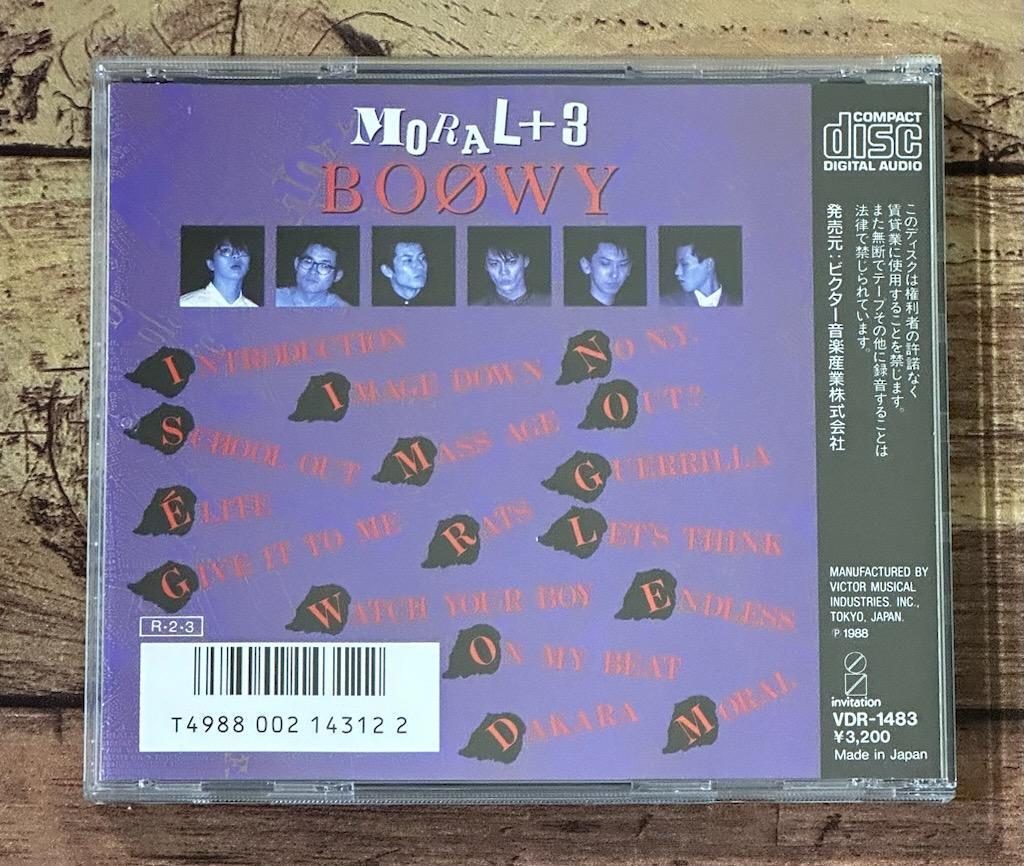 MORAL+3
BOØWY
INTRODUCTION
IMAGE DOWN
NO N.Y.
SCHOOL OUT
MASS AGE
OUT?
ÉLITE
GUERRILLA
GIVE IT TO ME
RATS
LET'S THINK
WATCH YOUR BOY
ENDLESS
ON MY BEAT
DAKARA
MORAL
R-2・3
T4988 002 14312 2
COMPACT
disc
DIGITAL AUDIO
このディスクは権利者の許諾なく
賃貸業に使用することを禁じます。
また無断でテープその他に録音することは
法律で禁じられています。
発売元:ビクター音楽産業株式会社
MANUFACTURED BY
VICTOR MUSICAL
INDUSTRIES. INC.,
TOKYO, JAPAN.
Ⓟ1988
invitation
VDR-1483
¥3,200
Made in Japan